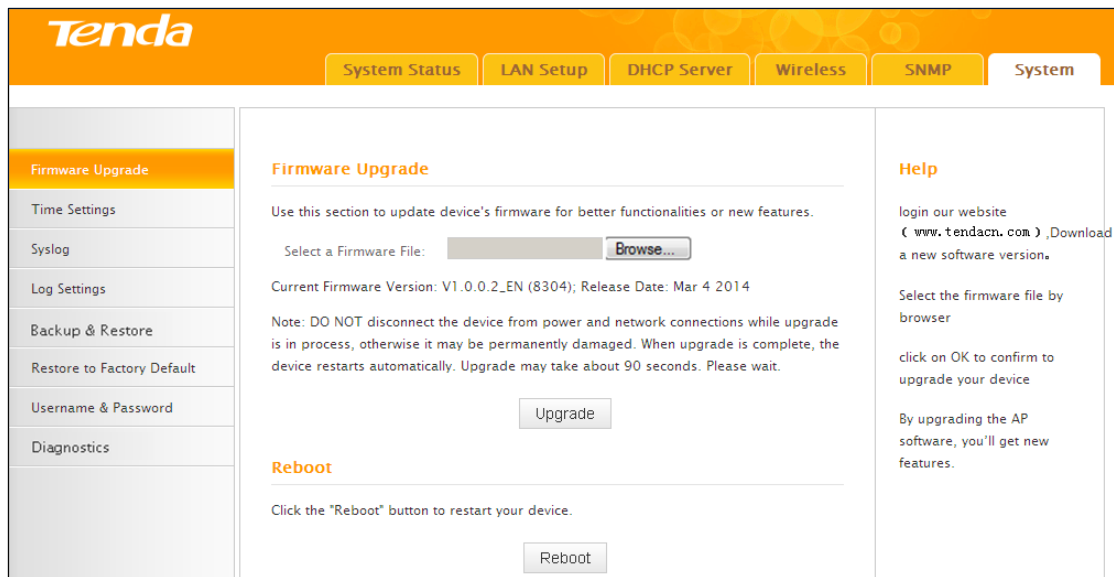 Tenda
System Status
LAN Setup
DHCP Server
Wireless
SNMP
System
Firmware Upgrade
Time Settings
Syslog
Log Settings
Backup & Restore
Restore to Factory Default
Username & Password
Diagnostics
Firmware Upgrade
Use this section to update device's firmware for better functionalities or new features.
Select a Firmware File:
Browse...
Current Firmware Version: V1.0.0.2_EN (8304); Release Date: Mar 4 2014
Note: DO NOT disconnect the device from power and network connections while upgrade
is in process, otherwise it may be permanently damaged. When upgrade is complete, the
device restarts automatically. Upgrade may take about 90 seconds. Please wait.
Upgrade
Reboot
Click the "Reboot" button to restart your device.
Reboot
Help
login our website
( www.tendacn.com ) ,Download
a new software version。
Select the firmware file by
browser
click on OK to confirm to
upgrade your device
By upgrading the AP
software, you'll get new
features.